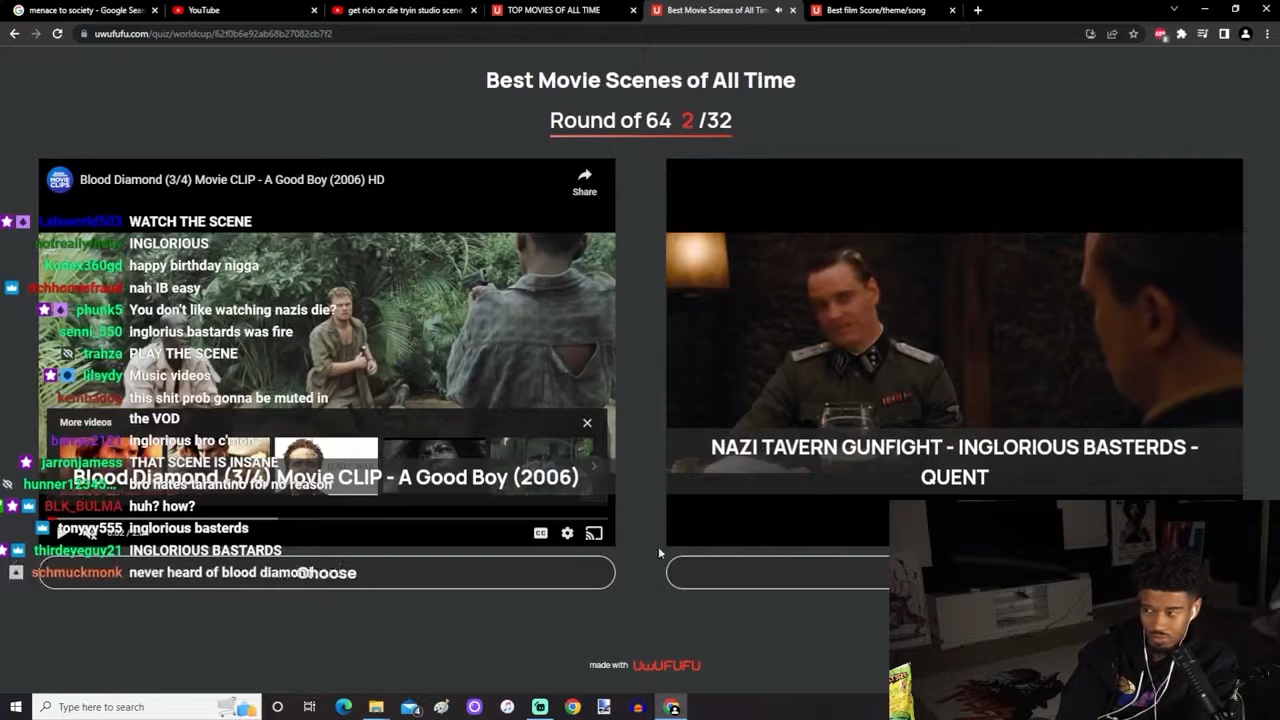 menace to society - Google Sear
YouTube
get rich or die tryin studio scene
TOP MOVIES OF ALL TIME
Best Movie Scenes of All Tim
Best film Score/theme/song
uwufufu.com/quiz/worldcup/62f0b6e92ab68b27082cb7f2
Best Movie Scenes of All Time
Round of 64 2 /32
Blood Diamond (3/4) Movie CLIP - A Good Boy (2006) HD
Share
WATCH THE SCENE
INGLORIOUS
Kodex360gd happy birthday nigga
nah IB easy
phunk5 You don't like watching nazis die?
senni_550 inglorius bastards was fire
trahza PLAY THE SCENE
lilsydy Music videos
this shit prob gonna be muted in
the VOD
More videos
inglorious bro c'mon
jarronjamess THAT SCENE IS INSANE
Blood Diamond (3/4) Movie CLIP - A Good Boy (2006)
bro hates tarantino for no reason
BLK_BULMA huh? how?
tonyyy555 inglorious basterds
thirdeyeguy21 INGLORIOUS BASTARDS
schmuckmonk never heard of blood diamond
Choose
NAZI TAVERN GUNFIGHT - INGLORIOUS BASTERDS -
QUENT
made with UwUFUFU
Type here to search